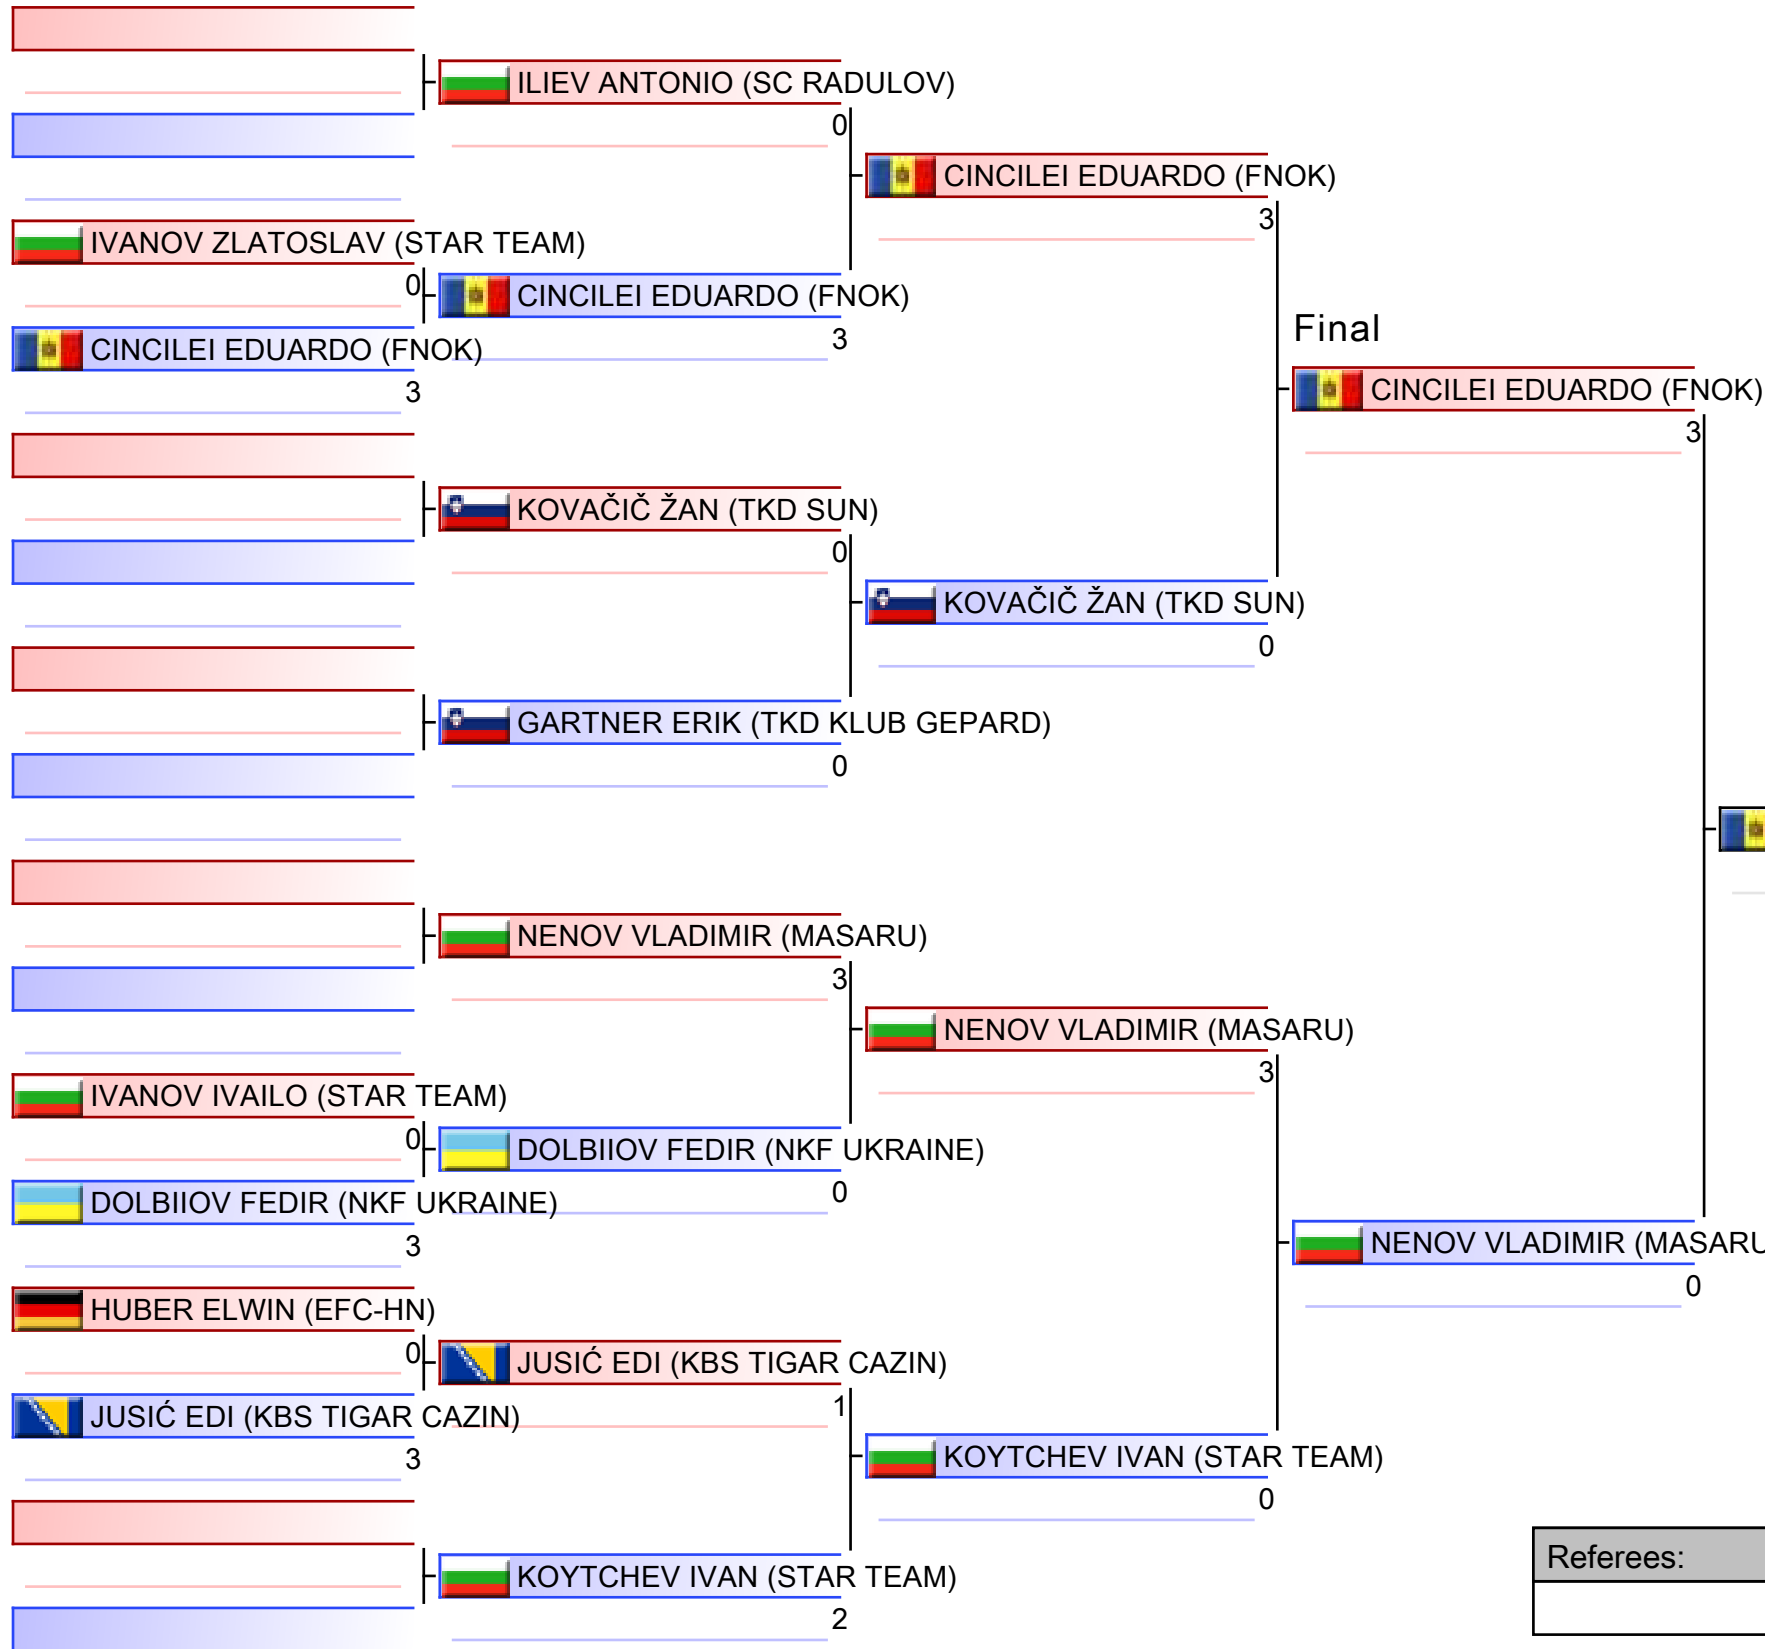 ILIEV ANTONIO (SC RADULOV)
0
CINCILEI EDUARDO (FNOK)
3
IVANOV ZLATOSLAV (STAR TEAM)
0
CINCILEI EDUARDO (FNOK)
3
CINCILEI EDUARDO (FNOK)
3
Final
CINCILEI EDUARDO (FNOK)
3
KOVAČIČ ŽAN (TKD SUN)
0
KOVAČIČ ŽAN (TKD SUN)
0
GARTNER ERIK (TKD KLUB GEPARD)
0
NENOV VLADIMIR (MASARU)
3
NENOV VLADIMIR (MASARU)
3
IVANOV IVAILO (STAR TEAM)
0
DOLBIIOV FEDIR (NKF UKRAINE)
0
DOLBIIOV FEDIR (NKF UKRAINE)
3
NENOV VLADIMIR (MASARU
0
HUBER ELWIN (EFC-HN)
0
JUSIĆ EDI (KBS TIGAR CAZIN)
1
JUSIĆ EDI (KBS TIGAR CAZIN)
3
KOYTCHEV IVAN (STAR TEAM)
0
KOYTCHEV IVAN (STAR TEAM)
2
Referees: